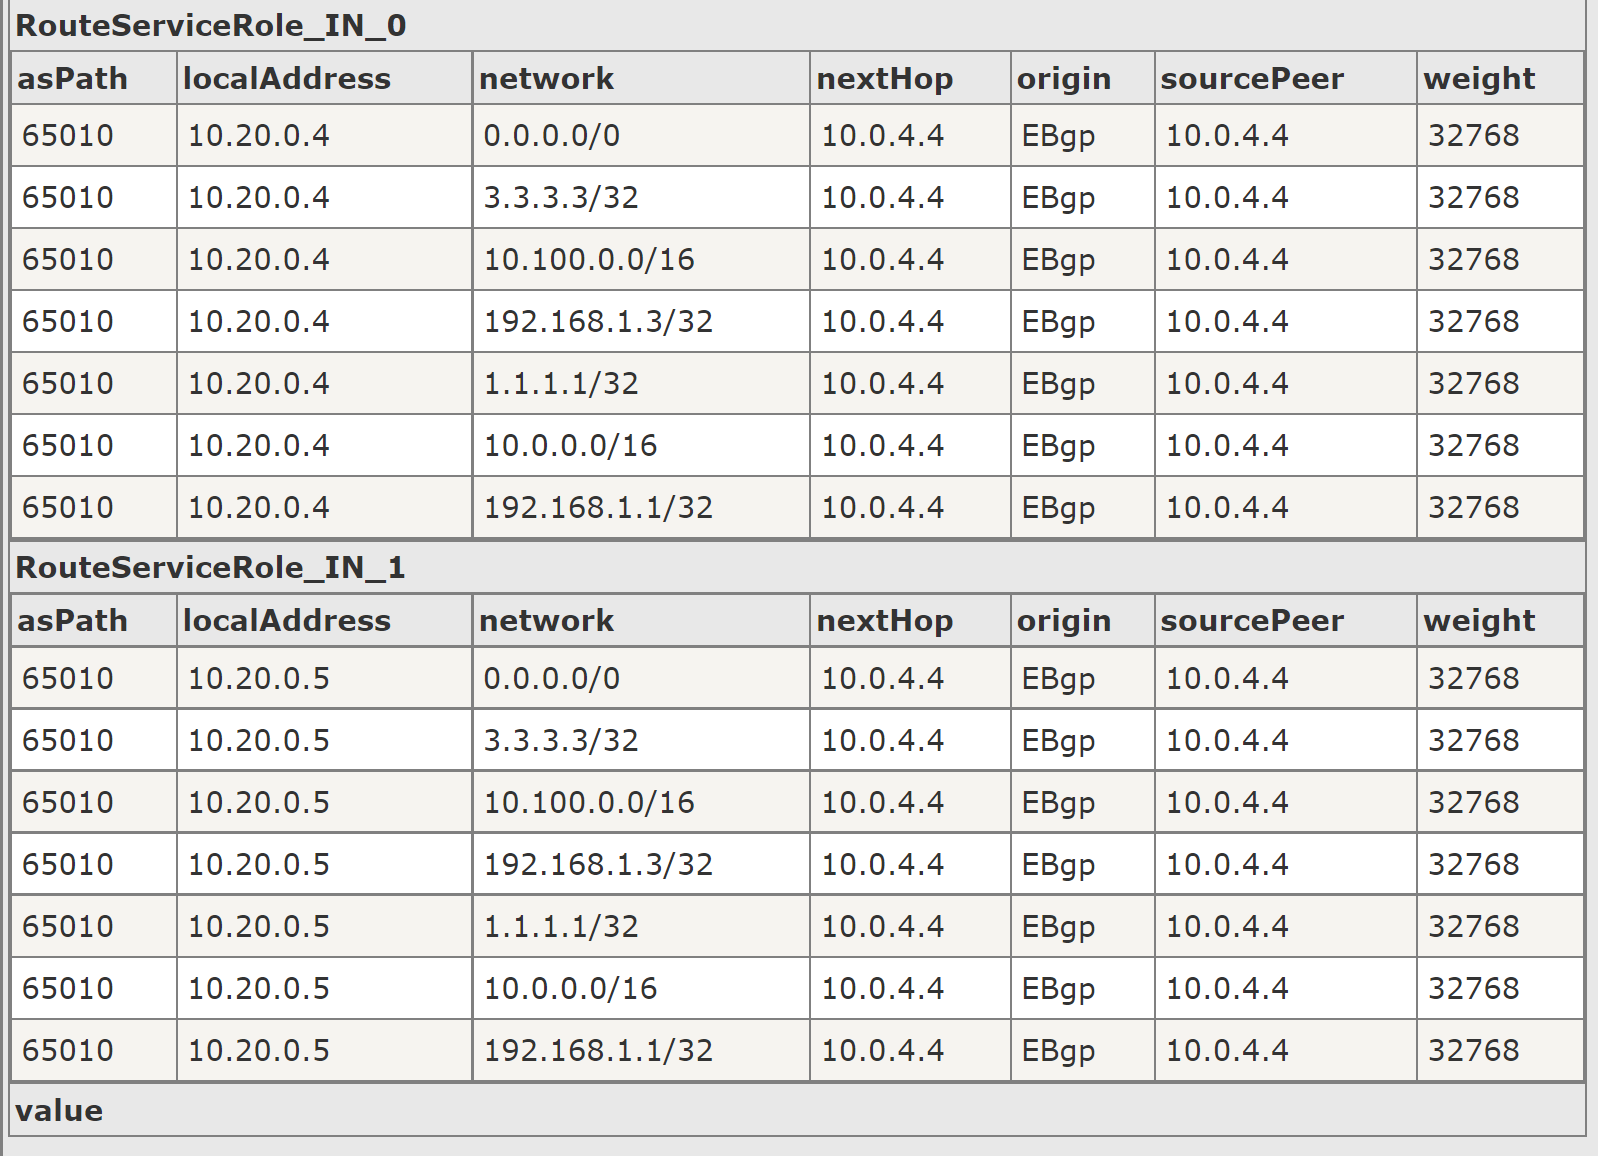 RouteServiceRole_IN_0
asPath localAddress network nextHop origin sourcePeer weight
65010 10.20.0.4 0.0.0.0/0 10.0.4.4 EBgp 10.0.4.4 32768
65010 10.20.0.4 3.3.3.3/32 10.0.4.4 EBgp 10.0.4.4 32768
65010 10.20.0.4 10.100.0.0/16 10.0.4.4 EBgp 10.0.4.4 32768
65010 10.20.0.4 192.168.1.3/32 10.0.4.4 EBgp 10.0.4.4 32768
65010 10.20.0.4 1.1.1.1/32 10.0.4.4 EBgp 10.0.4.4 32768
65010 10.20.0.4 10.0.0.0/16 10.0.4.4 EBgp 10.0.4.4 32768
65010 10.20.0.4 192.168.1.1/32 10.0.4.4 EBgp 10.0.4.4 32768
RouteServiceRole_IN_1
asPath localAddress network nextHop origin sourcePeer weight
65010 10.20.0.5 0.0.0.0/0 10.0.4.4 EBgp 10.0.4.4 32768
65010 10.20.0.5 3.3.3.3/32 10.0.4.4 EBgp 10.0.4.4 32768
65010 10.20.0.5 10.100.0.0/16 10.0.4.4 EBgp 10.0.4.4 32768
65010 10.20.0.5 192.168.1.3/32 10.0.4.4 EBgp 10.0.4.4 32768
65010 10.20.0.5 1.1.1.1/32 10.0.4.4 EBgp 10.0.4.4 32768
65010 10.20.0.5 10.0.0.0/16 10.0.4.4 EBgp 10.0.4.4 32768
65010 10.20.0.5 192.168.1.1/32 10.0.4.4 EBgp 10.0.4.4 32768
value